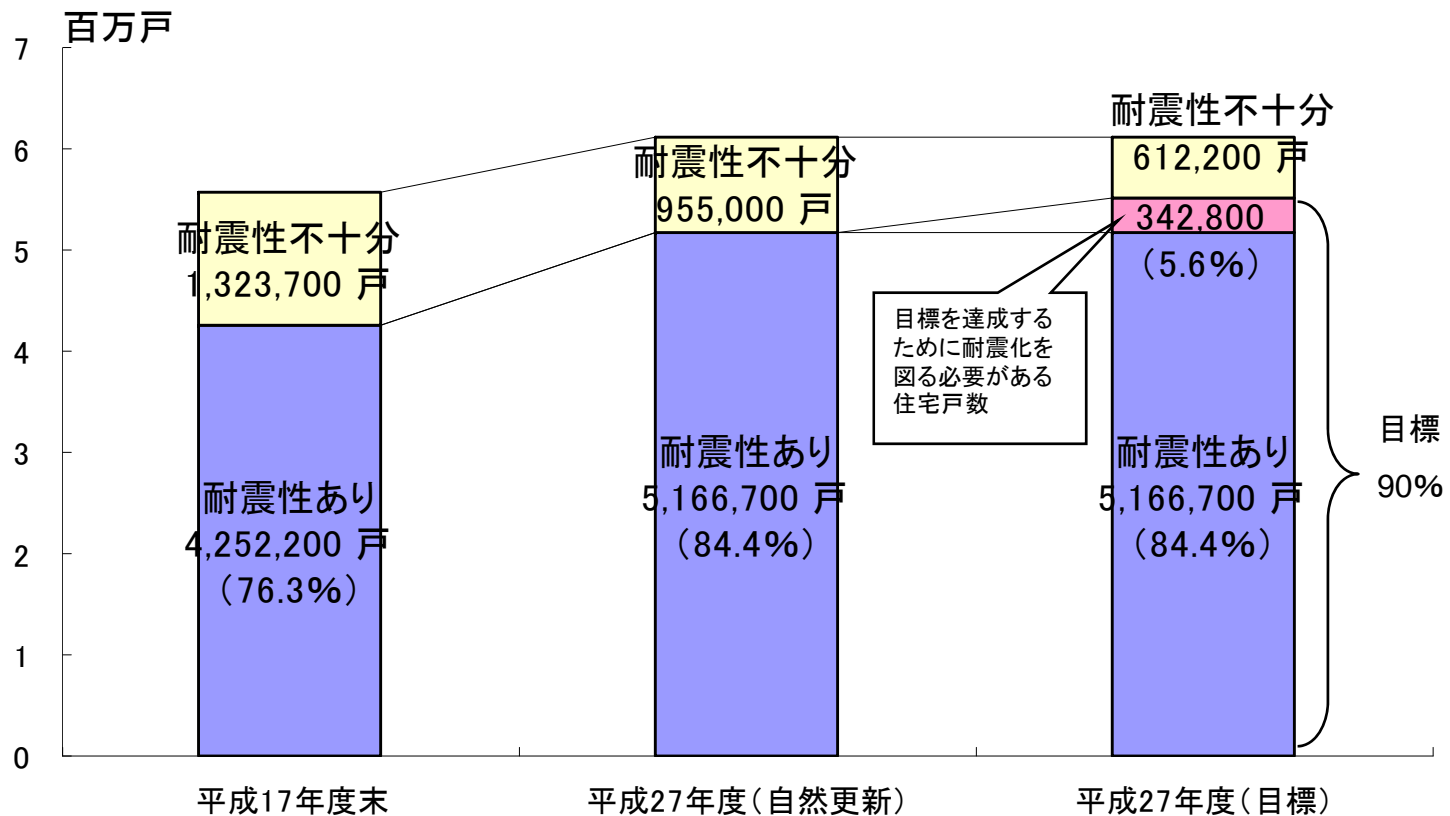 百万戸
7
6
5
4
3
2
1
0
耐震性不十分
1,323,700 戸
耐震性あり
4,252,200 戸
(76.3%)
耐震性不十分
955,000 戸
耐震性あり
5,166,700 戸
(84.4%)
耐震性不十分
612,200 戸
342,800
(5.6%)
目標を達成する
ために耐震化を
図る必要がある
住宅戸数
耐震性あり
5,166,700 戸
(84.4%)
目標
90%
平成17年度末
平成27年度(自然更新)
平成27年度(目標)